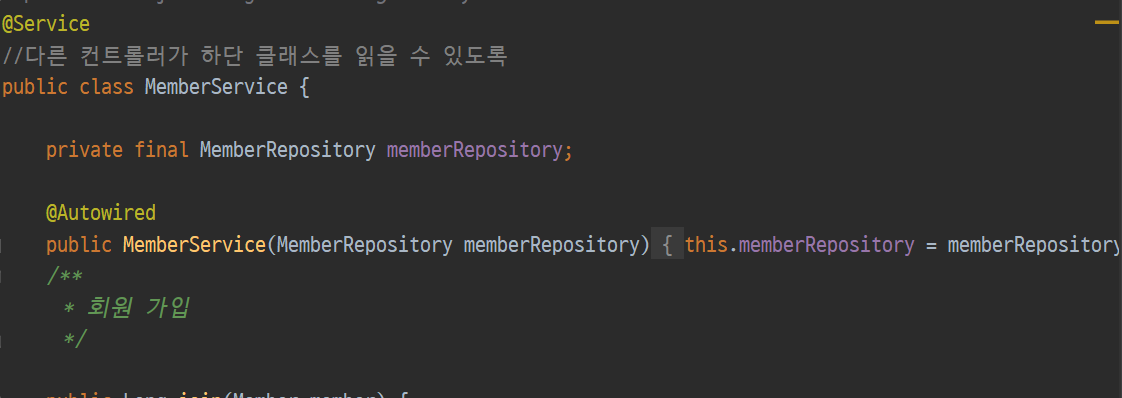 @Service
//다른 컨트롤러가 하단 클래스를 읽을 수 있도록
public class MemberService {
private final MemberRepository memberRepository;
@Autowired
public MemberService(MemberRepository memberRepository) { this.memberRepository = memberRepository
/**
* 회원 가입
*/
public Long join(Member member) {